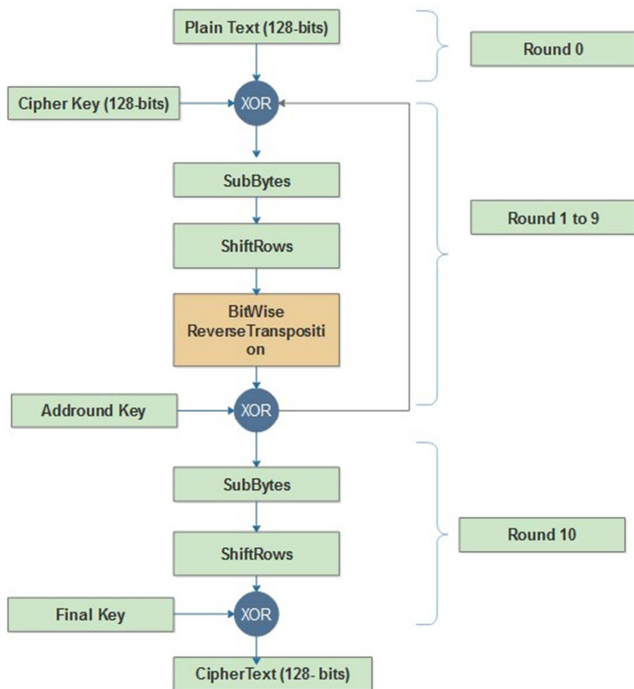 Plain Text (128-bits)
Round 0
Cipher Key (128-bits)
XOR
SubBytes
Round 1 to 9
ShiftRows
BitWise
ReverseTranspositi
on
Addround Key
XOR
SubBytes
Round 10
ShiftRows
Final Key
XOR
CipherText (128- bits)